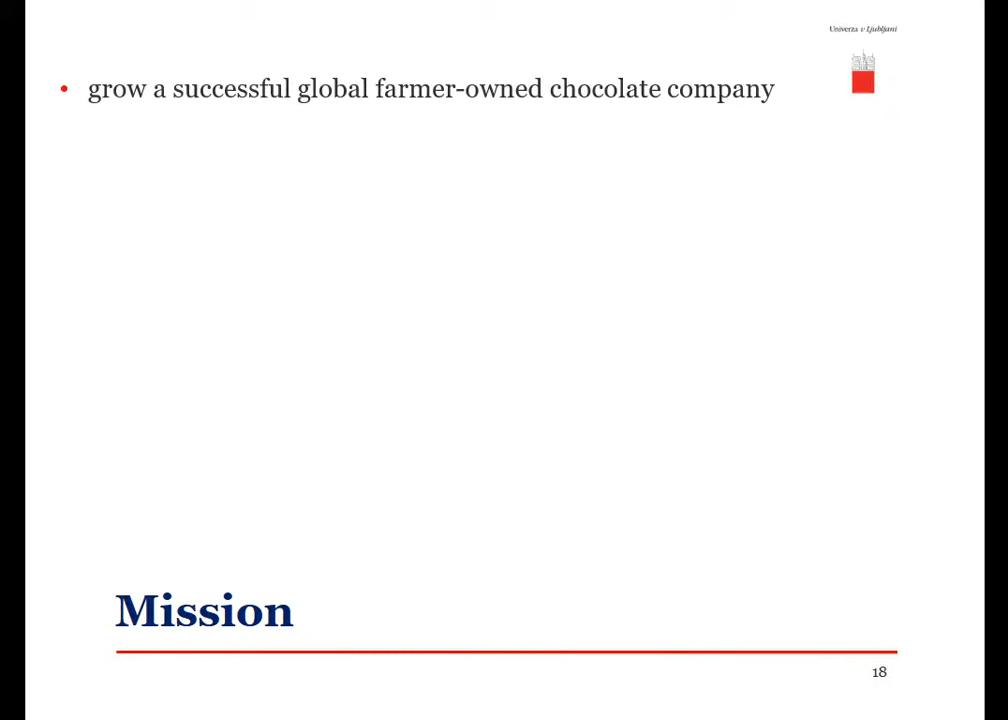 Univerza v Ljubljani
• grow a successful global farmer-owned chocolate company
Mission
18